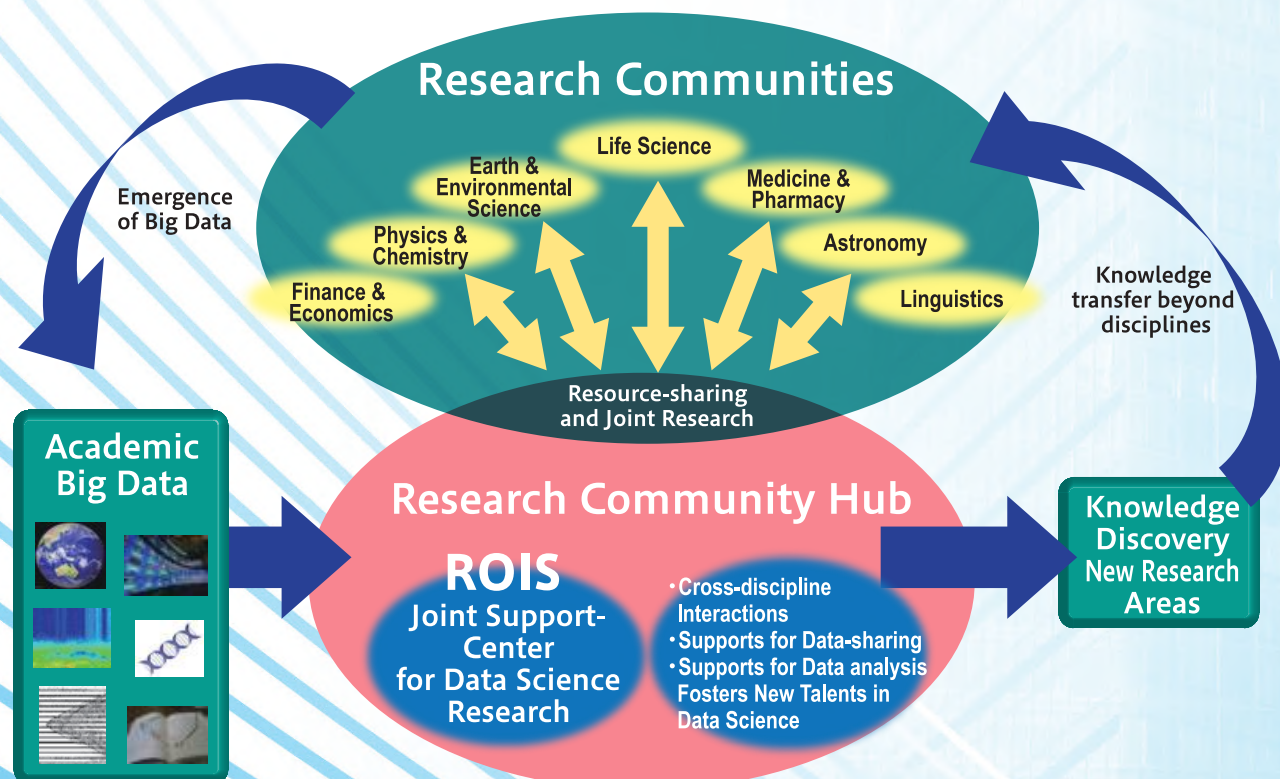 Research Communities
Life Science
Earth &
Environmental
Science
Medicine &
Pharmacy
Physics &
Chemistry
Astronomy
Finance &
Economics
Linguistics
Emergence
of Big Data
Knowledge
transfer beyond
disciplines
Resource-sharing
and Joint Research
Academic
Big Data
Research Community Hub
ROIS
Joint Support-
Center
for Data Science
Research
・Cross-discipline
Interactions
・Supports for Data-sharing
・Supports for Data analysis
Fosters New Talents in
Data Science
Knowledge
Discovery
New Research
Areas